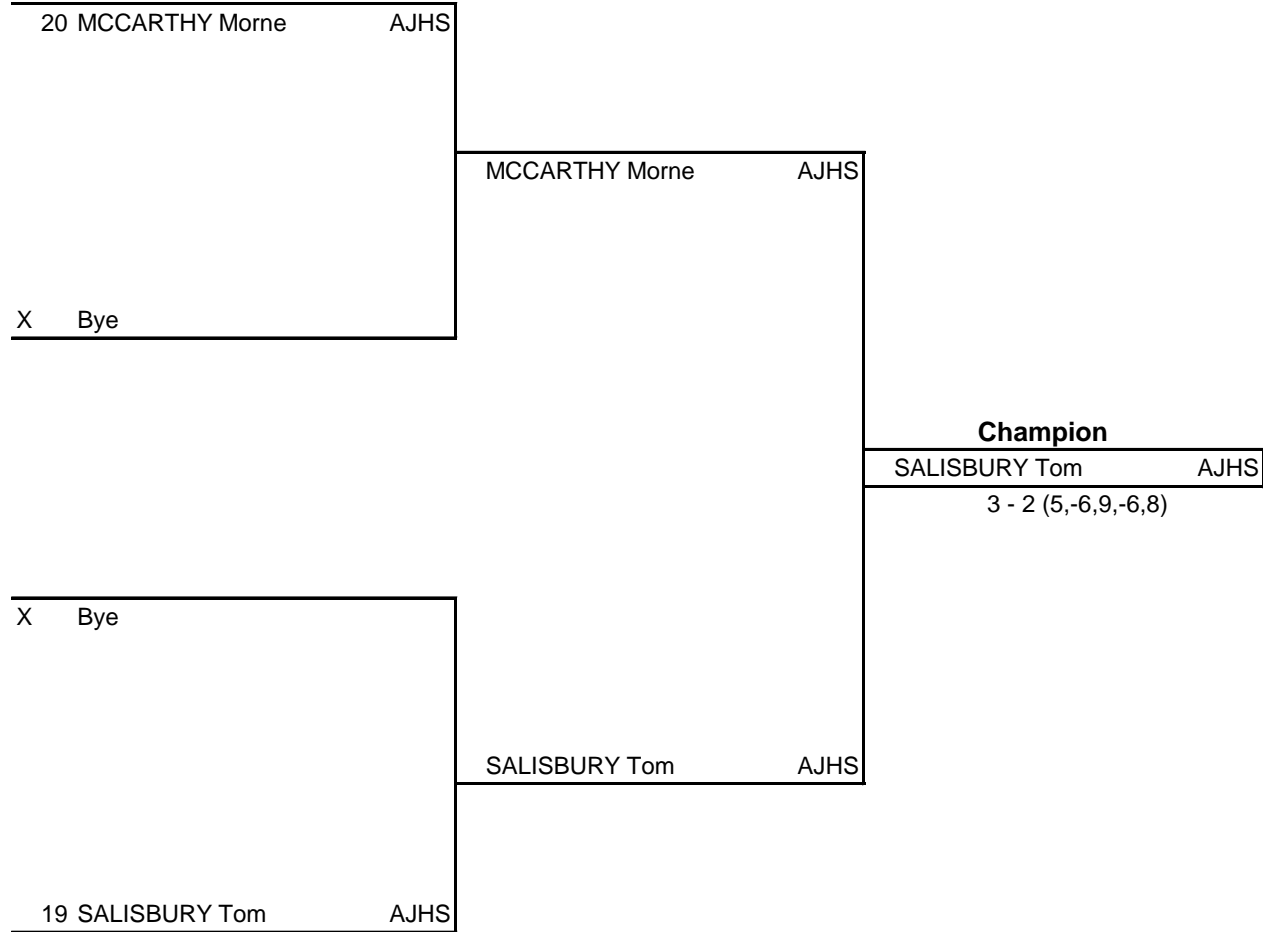 20 MCCARTHY Morne AJHS
MCCARTHY Morne AJHS
X Bye
Champion
SALISBURY Tom AJHS
3 - 2 (5,-6,9,-6,8)
X Bye
SALISBURY Tom AJHS
19 SALISBURY Tom AJHS